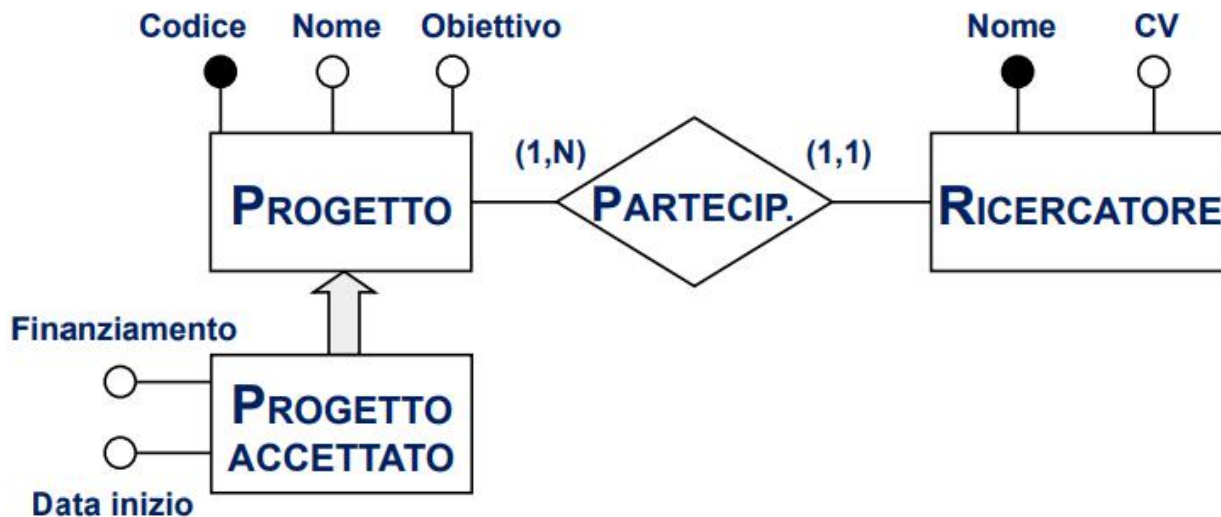 Codice Nome Obiettivo
Nome CV
PROGETTO
(1,N)
PARTECIP.
(1,1)
RICERCATORE
Finanziamento
PROGETTO
ACCETTATO
Data inizio